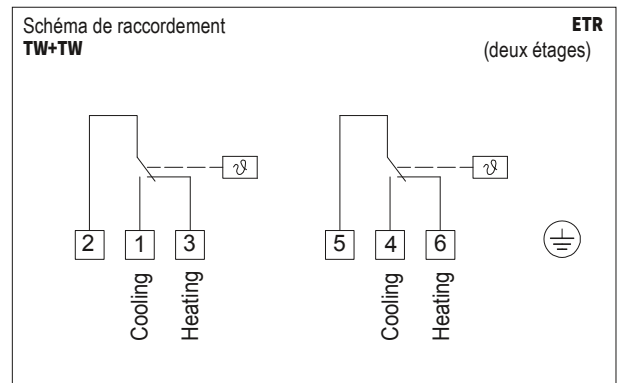 Schéma de raccordement
TW+TW
ETR
(deux étages)
ϑ
ϑ
2 1 3
5 4 6
Cooling
Heating
Cooling
Heating